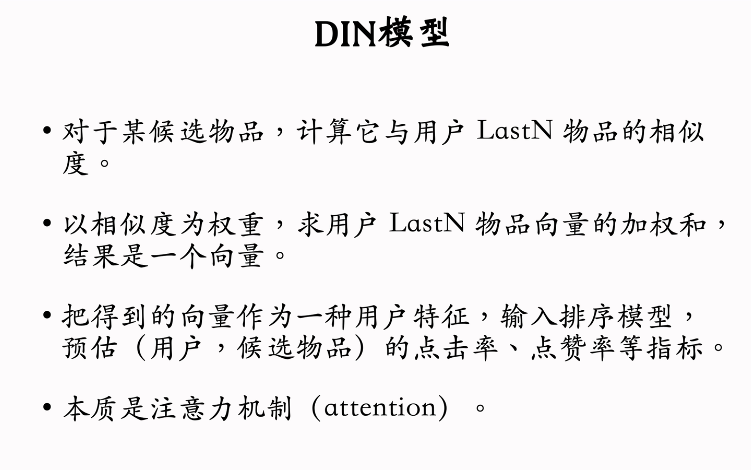 DIN模型
• 对于某候选物品，计算它与用户 LastN 物品的相似
度。
• 以相似度为权重，求用户 LastN 物品向量的加权和，
结果是一个向量。
• 把得到的向量作为一种用户特征，输入排序模型，
预估（用户，候选物品）的点击率、点赞率等指标。
• 本质是注意力机制（attention）。